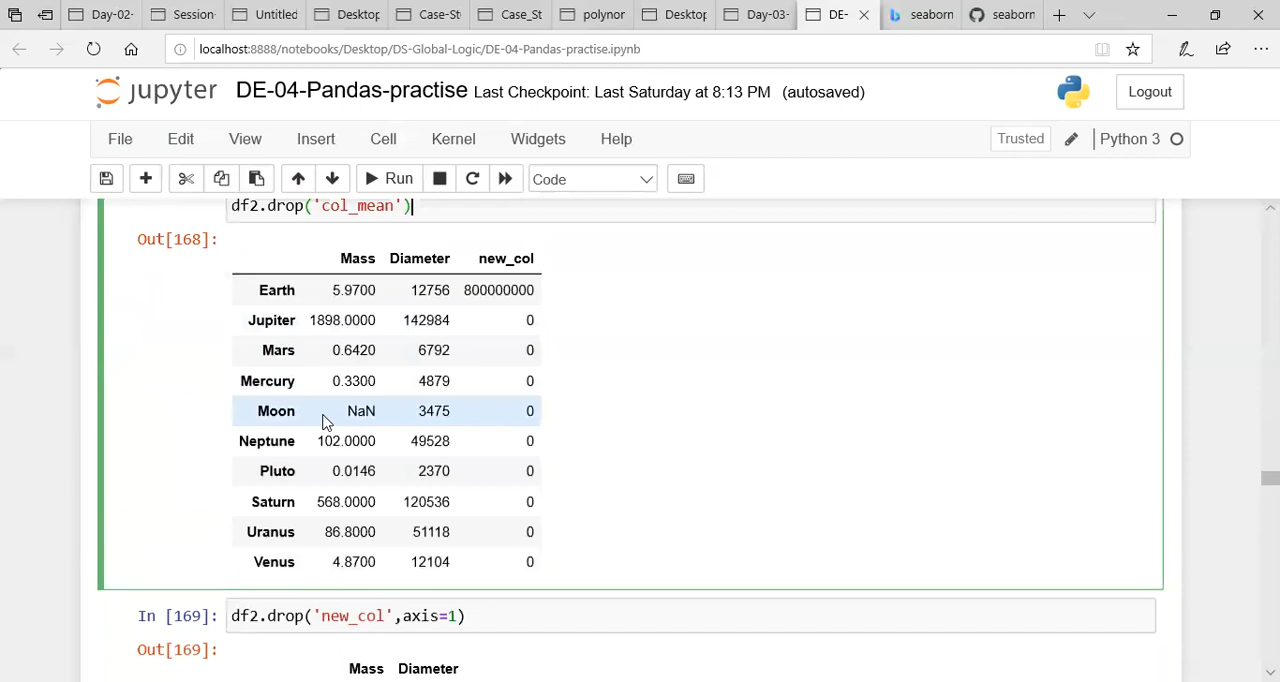 Day-02- Session- Untitled Desktop Case-St Case_St polynor Desktop Day-03- DE- seaborn seaborn
localhost:8888/notebooks/Desktop/DS-Global-Logic/DE-04-Pandas-practise.ipynb
jupyter DE-04-Pandas-practise Last Checkpoint: Last Saturday at 8:13 PM (autosaved) Logout
File Edit View Insert Cell Kernel Widgets Help Trusted Python 3
Run Code
df2.drop('col_mean')
Out[168]:
Mass Diameter new_col
Earth 5.9700 12756 800000000
Jupiter 1898.0000 142984 0
Mars 0.6420 6792 0
Mercury 0.3300 4879 0
Moon NaN 3475 0
Neptune 102.0000 49528 0
Pluto 0.0146 2370 0
Saturn 568.0000 120536 0
Uranus 86.8000 51118 0
Venus 4.8700 12104 0
In [169]: df2.drop('new_col',axis=1)
Out[169]:
Mass Diameter